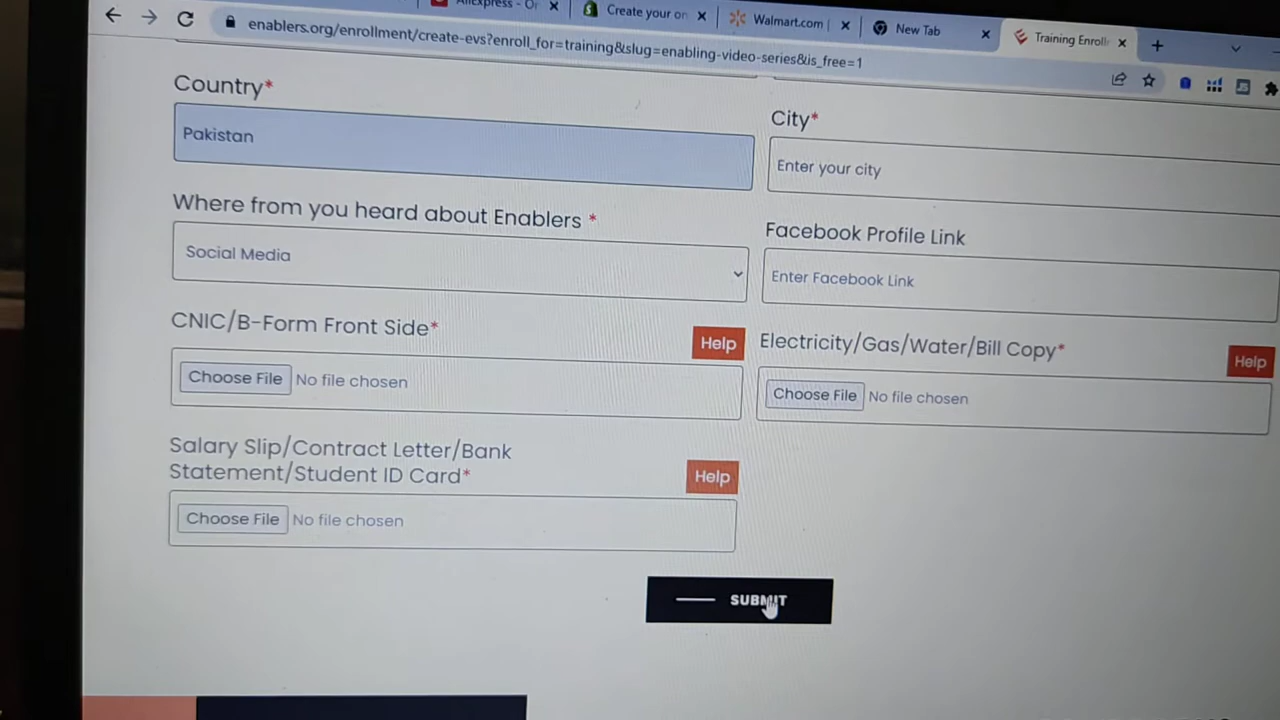 Create your on
Walmart.com
New Tab
Training Enroll
enablers.org/enrollment/create-evs?enroll_for=training&slug=enabling-video-series&is_free=1
Country*
Pakistan
City*
Enter your city
Where from you heard about Enablers *
Social Media
Facebook Profile Link
Enter Facebook Link
CNIC/B-Form Front Side*
Help
Choose File No file chosen
Electricity/Gas/Water/Bill Copy*
Help
Choose File No file chosen
Salary Slip/Contract Letter/Bank
Statement/Student ID Card*
Help
Choose File No file chosen
SUBMIT